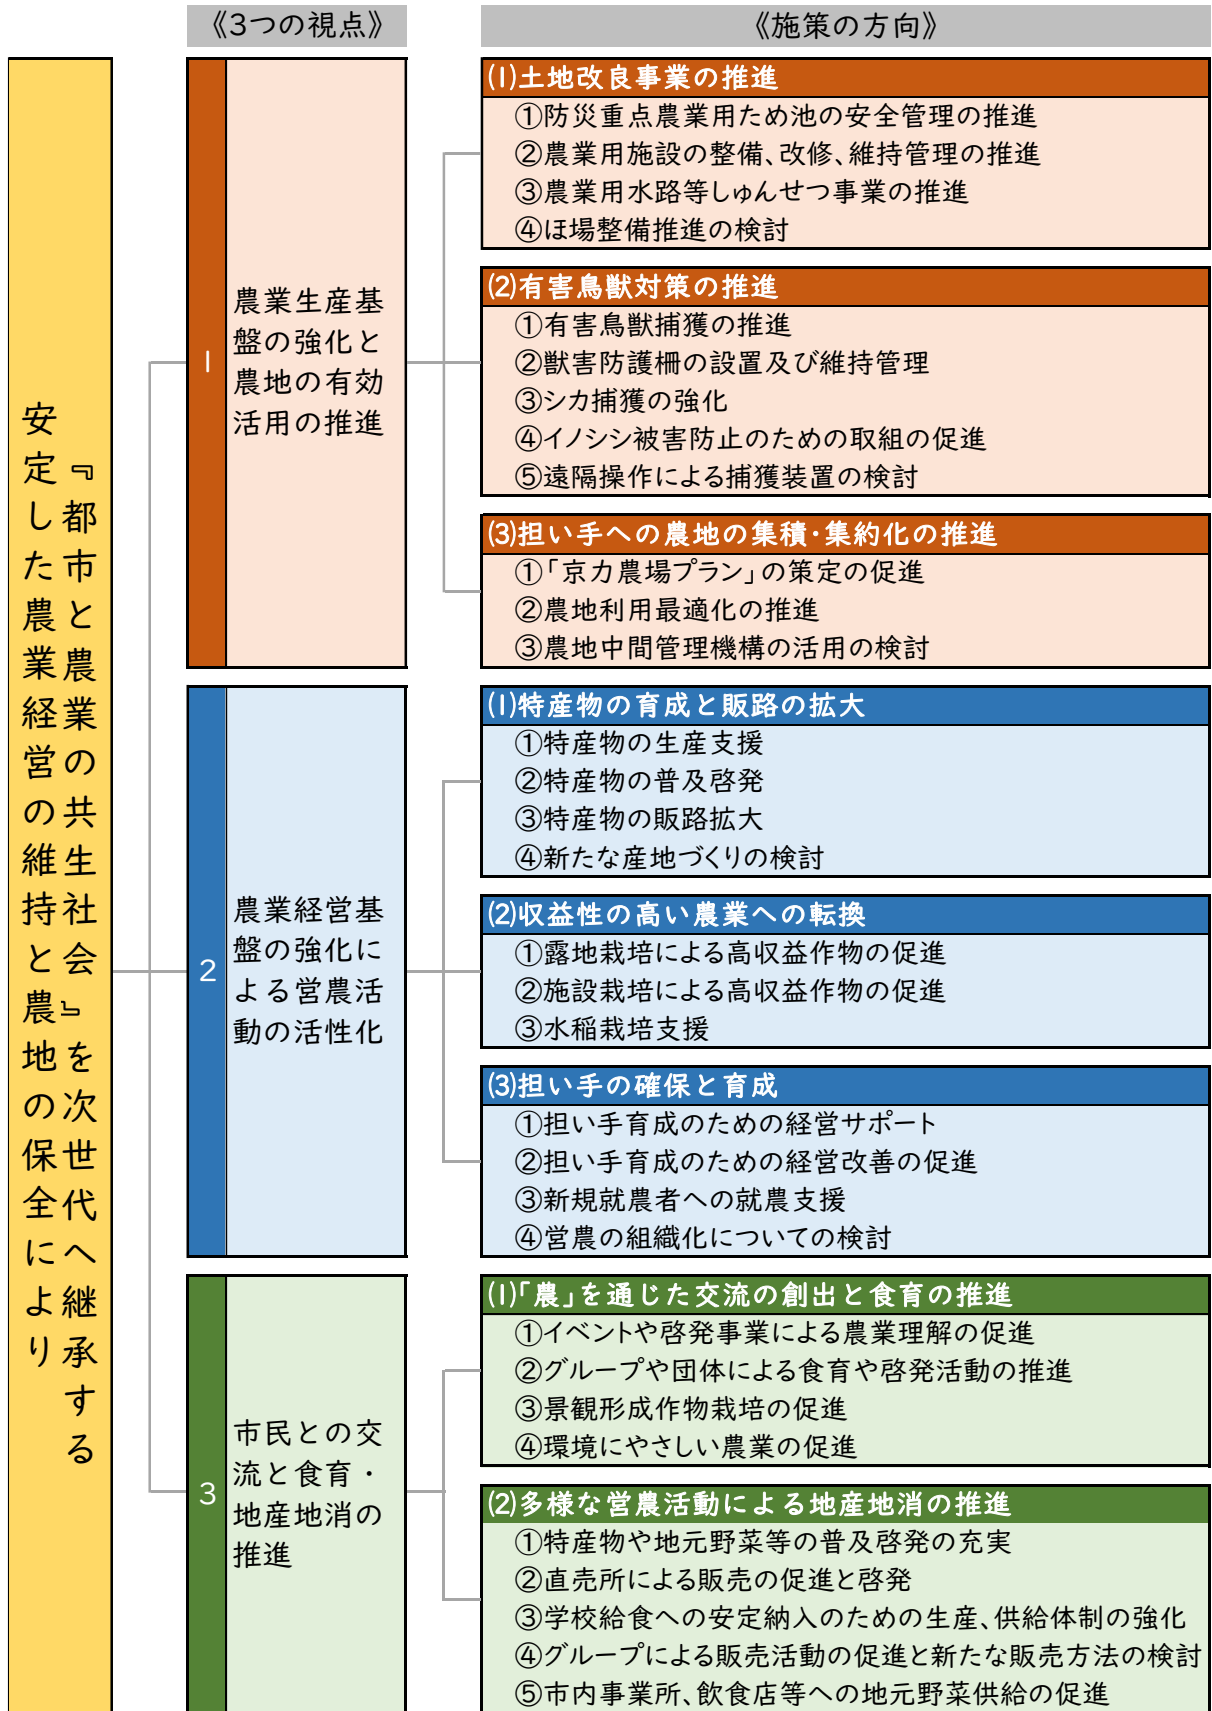 《3つの視点》
《施策の方向》
安定した農業経営の維持と農地の保全により
『都市と農業の共生社会』を次世代へ継承する
1
農業生産基
盤の強化と
農地の有効
活用の推進
(1)土地改良事業の推進
①防災重点農業用ため池の安全管理の推進
②農業用施設の整備、改修、維持管理の推進
③農業用水路等しゅんせつ事業の推進
④ほ場整備推進の検討
(2)有害鳥獣対策の推進
①有害鳥獣捕獲の推進
②獣害防護柵の設置及び維持管理
③シカ捕獲の強化
④イノシシ被害防止のための取組の促進
⑤遠隔操作による捕獲装置の検討
(3)担い手への農地の集積・集約化の推進
①「京力農場プラン」の策定の促進
②農地利用最適化の推進
③農地中間管理機構の活用の検討
2
農業経営基
盤の強化に
よる営農活
動の活性化
(1)特産物の育成と販路の拡大
①特産物の生産支援
②特産物の普及啓発
③特産物の販路拡大
④新たな産地づくりの検討
(2)収益性の高い農業への転換
①露地栽培による高収益作物の促進
②施設栽培による高収益作物の促進
③水稲栽培支援
(3)担い手の確保と育成
①担い手育成のための経営サポート
②担い手育成のための経営改善の促進
③新規就農者への就農支援
④営農の組織化についての検討
3
市民との交
流と食育・
地産地消の
推進
(1)「農」を通じた交流の創出と食育の推進
①イベントや啓発事業による農業理解の促進
②グループや団体による食育や啓発活動の推進
③景観形成作物栽培の促進
④環境にやさしい農業の促進
(2)多様な営農活動による地産地消の推進
①特産物や地元野菜等の普及啓発の充実
②直売所による販売の促進と啓発
③学校給食への安定納入のための生産、供給体制の強化
④グループによる販売活動の促進と新たな販売方法の検討
⑤市内事業所、飲食店等への地元野菜供給の促進